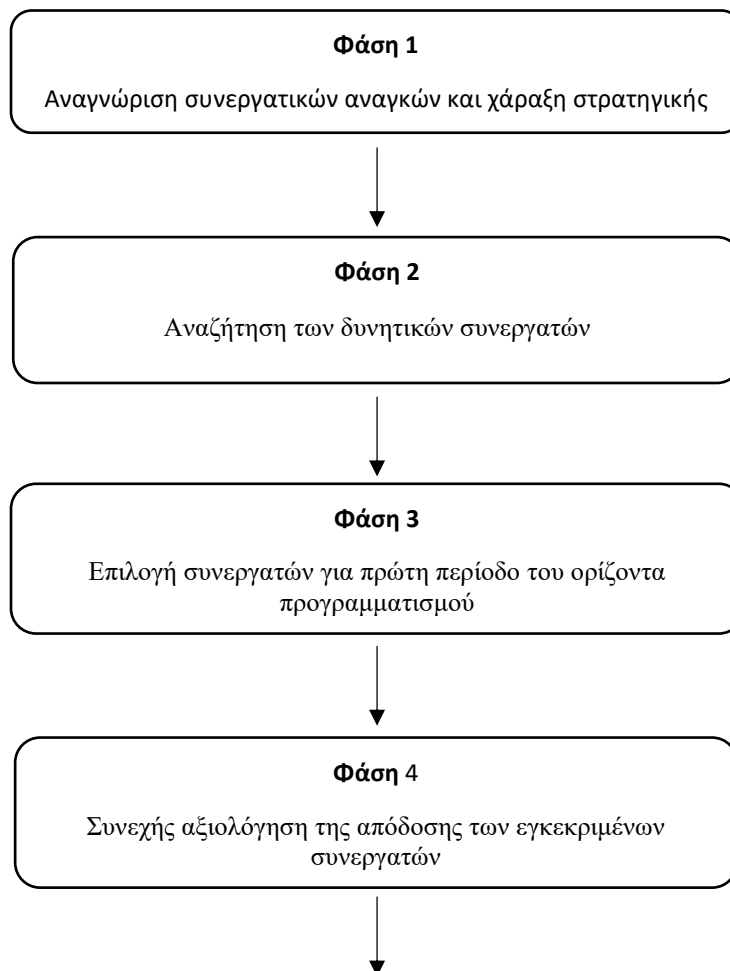 Φάση 1
Αναγνώριση συνεργατικών αναγκών και χάραξη στρατηγικής
Φάση 2
Αναζήτηση των δυνητικών συνεργατών
Φάση 3
Επιλογή συνεργατών για πρώτη περίοδο του ορίζοντα
προγραμματισμού
Φάση 4
Συνεχής αξιολόγηση της απόδοσης των εγκεκριμένων
συνεργατών